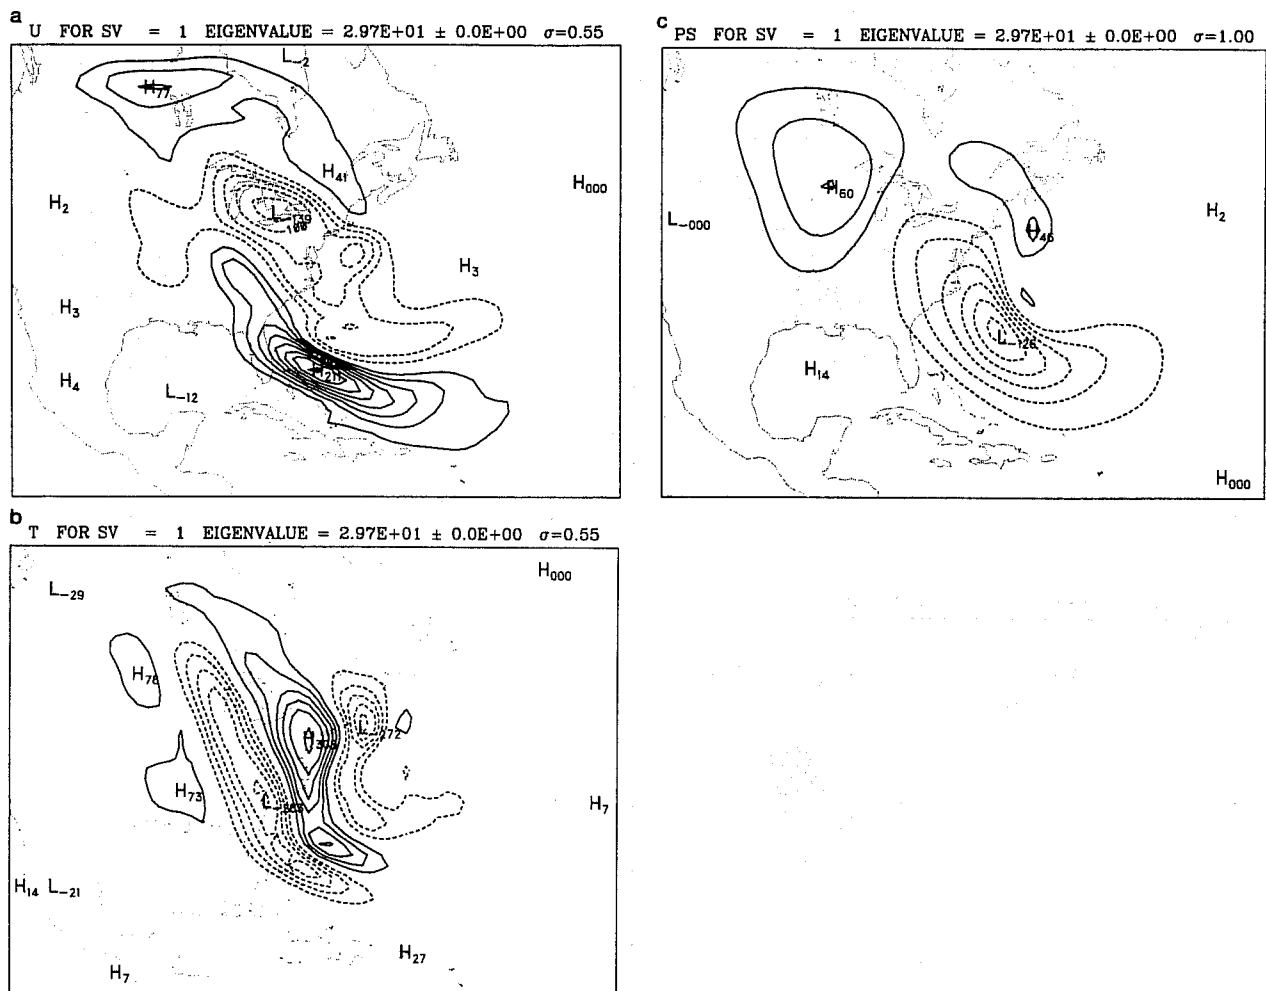 a
U FOR SV = 1 EIGENVALUE = 2.97E+01 ± 0.0E+00 σ=0.55
L-2
H77
H41
H000
H2
L-139
H3
H3
H4
L-12
c
PS FOR SV = 1 EIGENVALUE = 2.97E+01 ± 0.0E+00 σ=1.00
H60
L-000
H2
H46
L-126
H14
H000
b
T FOR SV = 1 EIGENVALUE = 2.97E+01 ± 0.0E+00 σ=0.55
H000
L-29
H78
L-272
H73
H7
H14 L-21
H27
H7